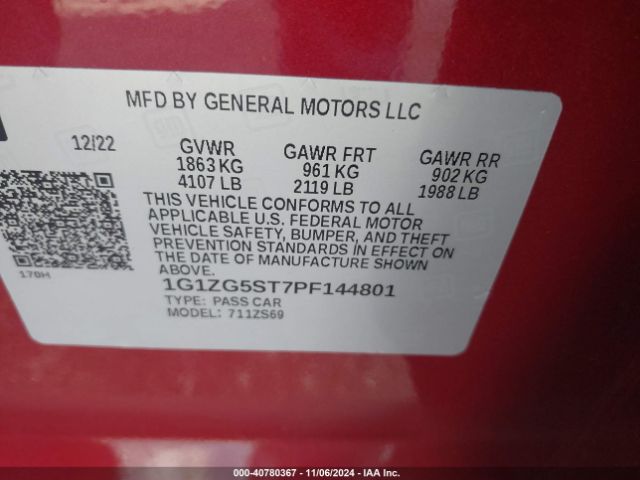 MFD BY GENERAL MOTORS LLC
12/22 GVWR GAWR FRT GAWR RR
1863 KG 961 KG 902 KG
4107 LB 2119 LB 1988 LB
THIS VEHICLE CONFORMS TO ALL
APPLICABLE U.S. FEDERAL MOTOR
VEHICLE SAFETY, BUMPER, AND THEFT
PREVENTION STANDARDS IN EFFECT ON
THE DATE OF MANUFACTURE SHOWN
ABOVE.
170H
1G1ZG5ST7PF144801
TYPE: PASS CAR
MODEL: 711ZS69
000-40780367 - 11/06/2024 - IAA Inc.